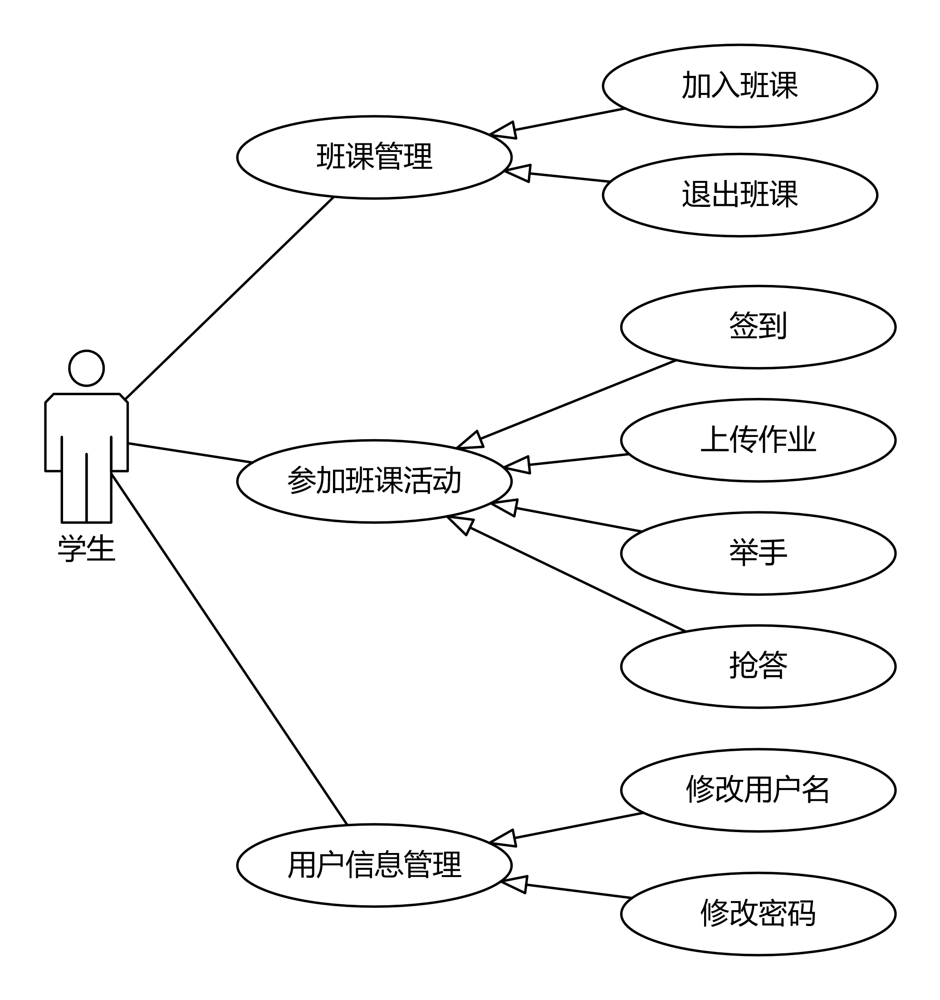 加入班课
班课管理
退出班课
签到
上传作业
参加班课活动
学生
举手
抢答
修改用户名
用户信息管理
修改密码